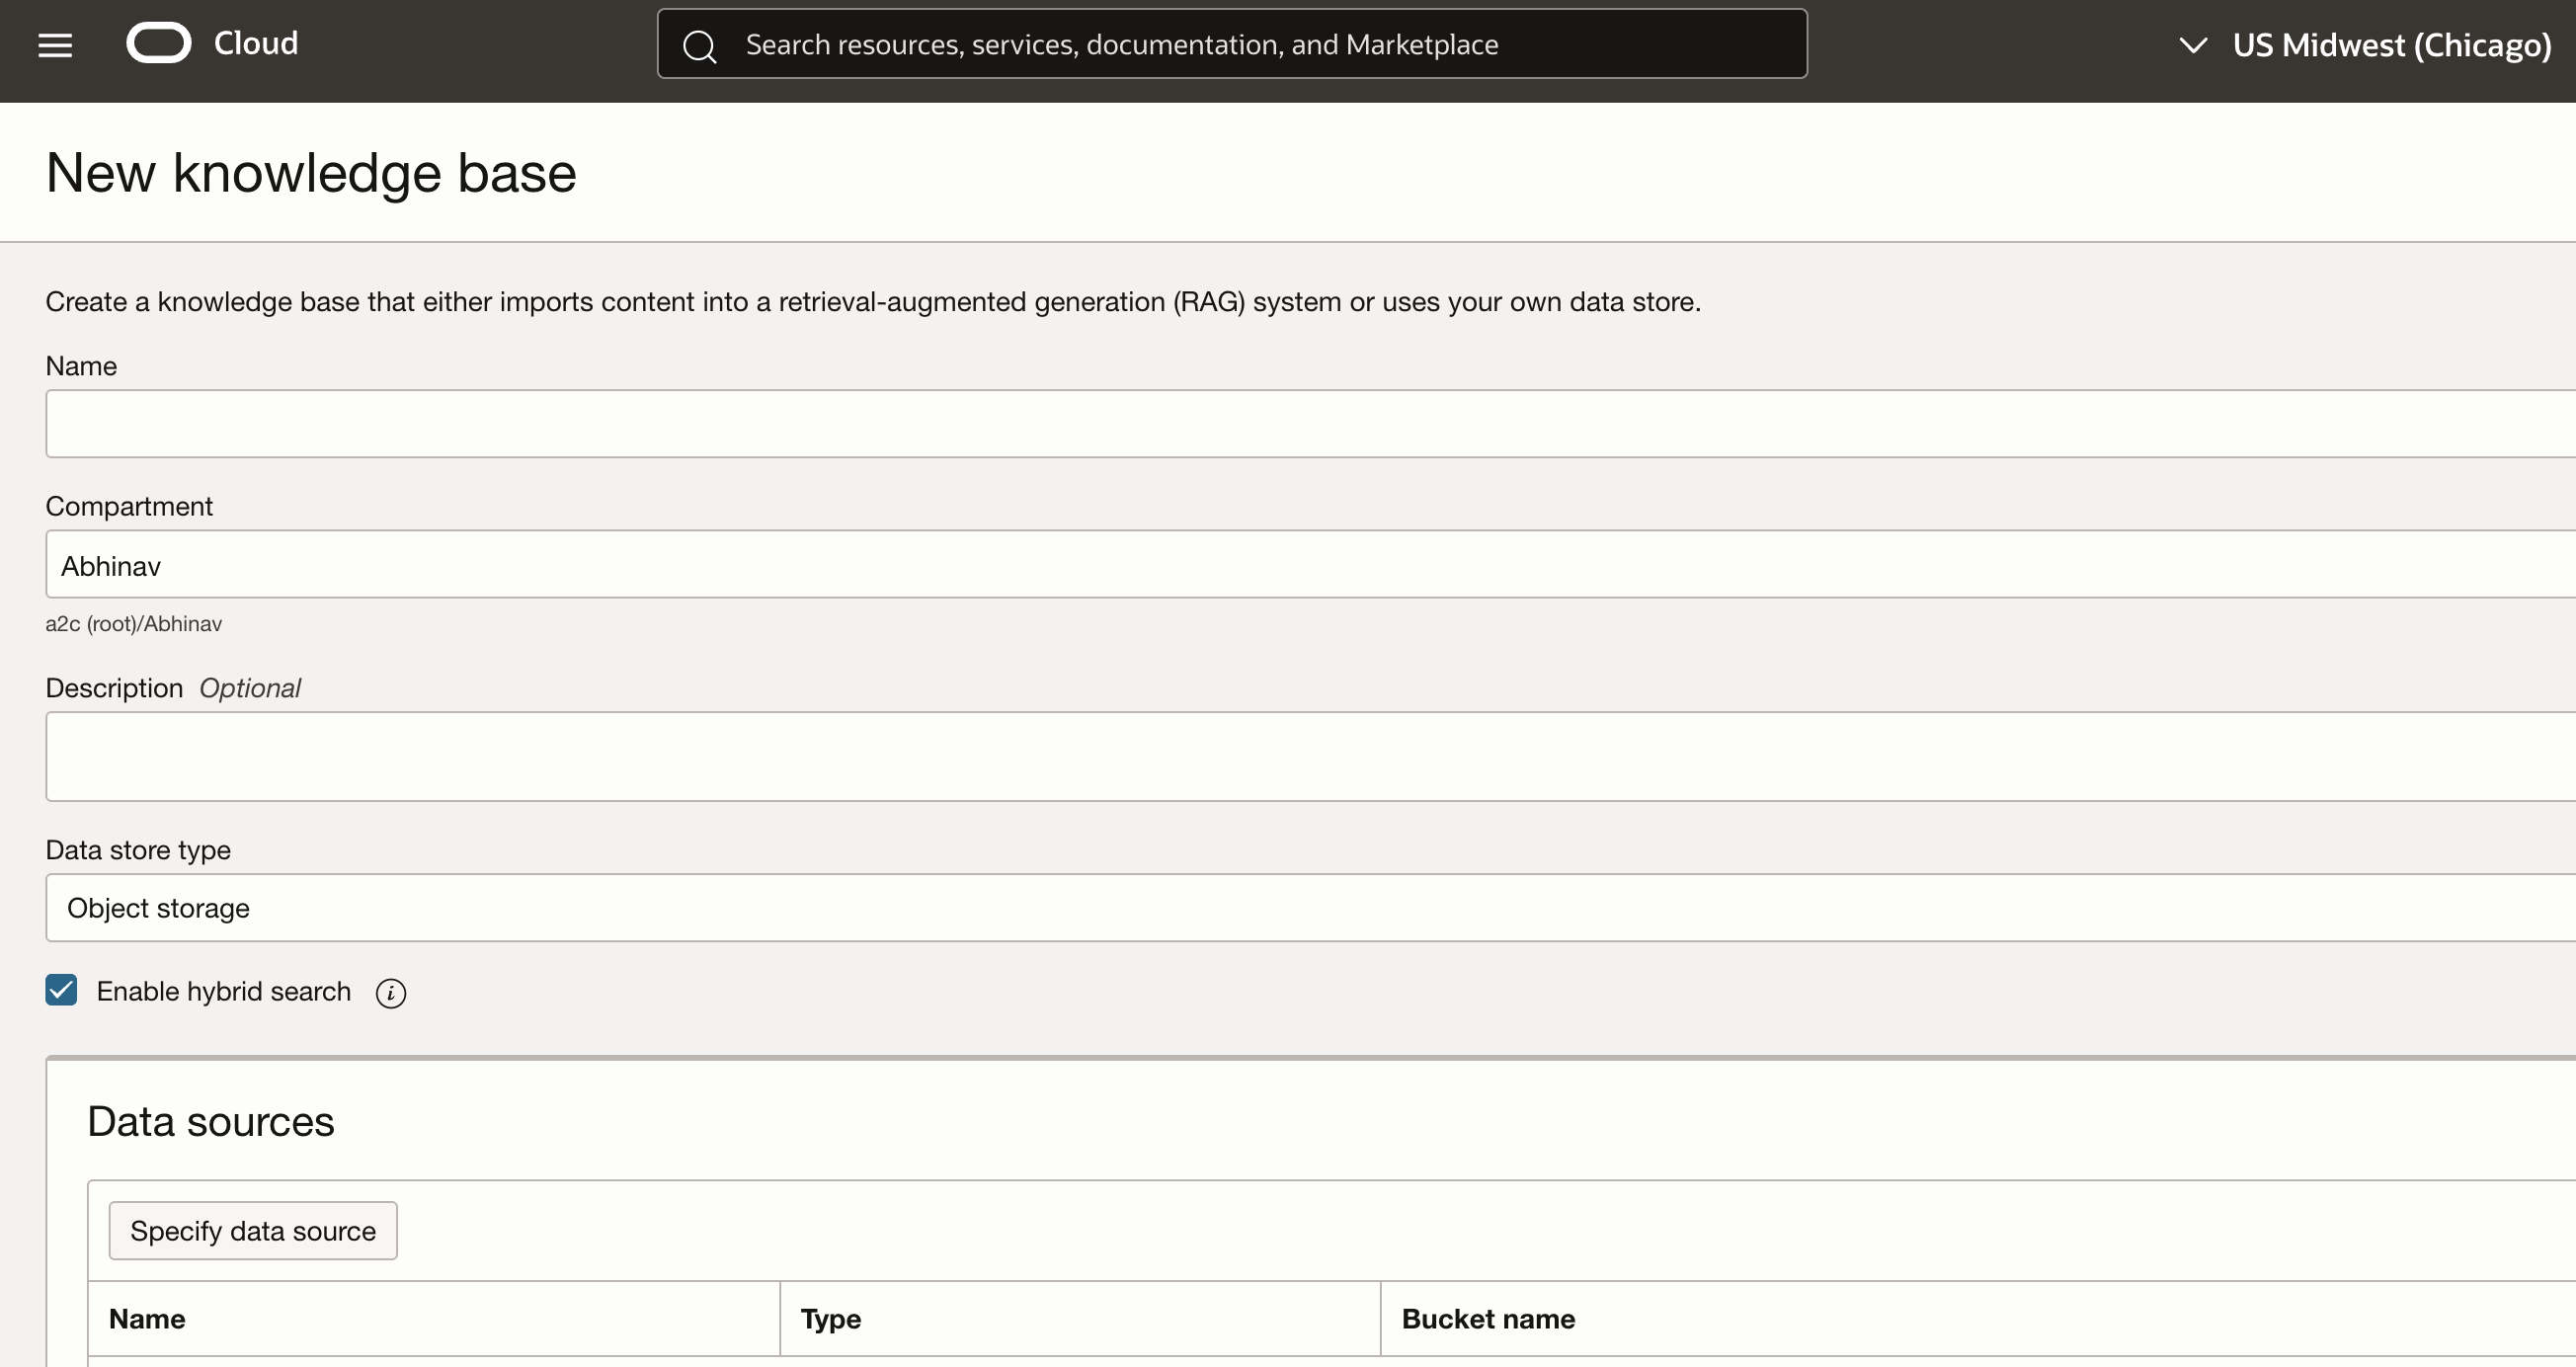 Cloud
Search resources, services, documentation, and Marketplace
US Midwest (Chicago)
New knowledge base
Create a knowledge base that either imports content into a retrieval-augmented generation (RAG) system or uses your own data store.
Name
Compartment
Abhinav
a2c (root)/Abhinav
Description Optional
Data store type
Object storage
Enable hybrid search
Data sources
Specify data source
Name Type Bucket name